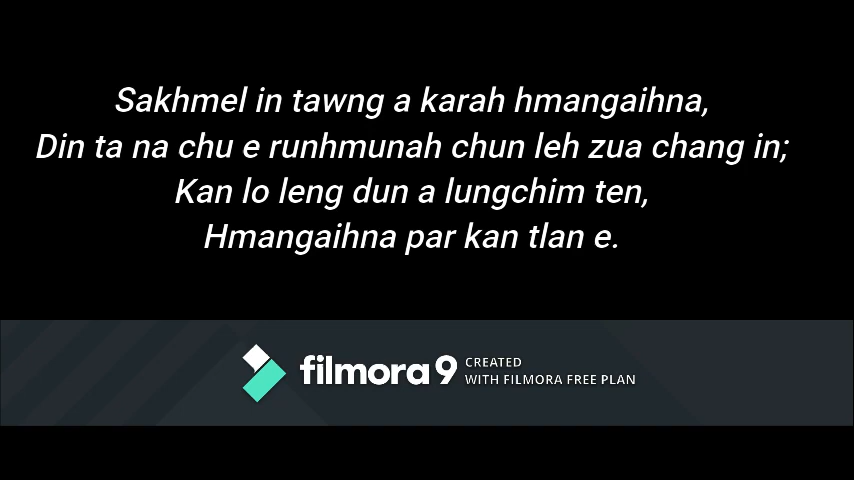 Sakhmel in tawng a karah hmangaihna,
Din ta na chu e runhmunah chun leh zua chang in;
Kan lo leng dun a lungchim ten,
Hmangaihna par kan tlan e.
filmora 9 CREATED
WITH FILMORA FREE PLAN